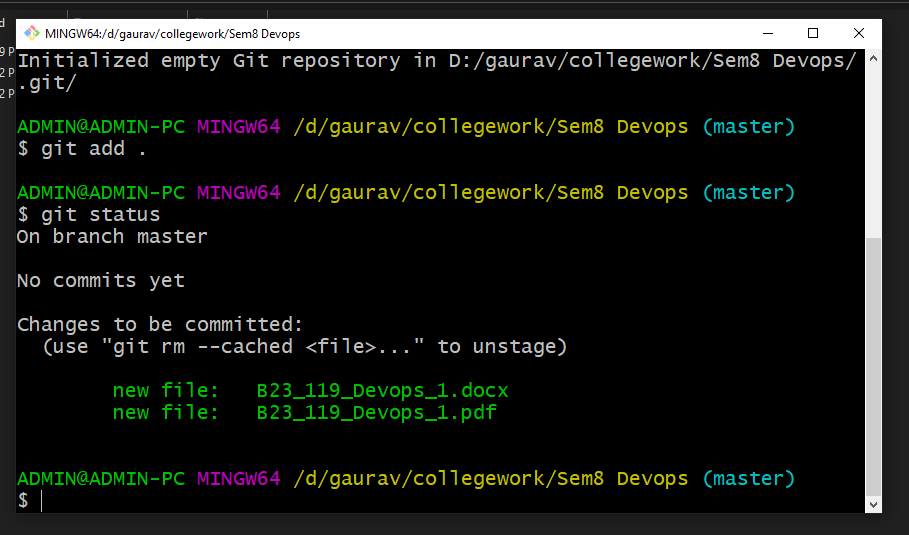 MINGW64:/d/gaurav/collegework/Sem8 Devops
Initialized empty Git repository in D:/gaurav/collegework/Sem8 Devops/
.git/
ADMIN@ADMIN-PC MINGW64 /d/gaurav/collegework/Sem8 Devops (master)
$ git add .
ADMIN@ADMIN-PC MINGW64 /d/gaurav/collegework/Sem8 Devops (master)
$ git status
On branch master
No commits yet
Changes to be committed:
  (use "git rm --cached <file>..." to unstage)
        new file:   B23_119_Devops_1.docx
        new file:   B23_119_Devops_1.pdf
ADMIN@ADMIN-PC MINGW64 /d/gaurav/collegework/Sem8 Devops (master)
$